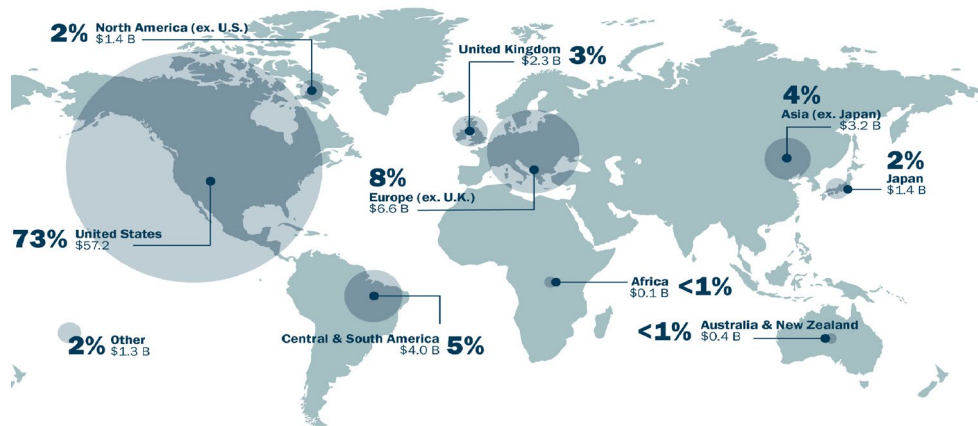 2% North America (ex. U.S.)
$1.4 B
United Kingdom 3%
$2.3 B
4%
Asia (ex. Japan)
$3.2 B
2%
Japan
$1.4 B
8%
Europe (ex. U.K.)
$6.6 B
73% United States
$57.2
Africa <1%
$0.1 B
<1% Australia & New Zealand
$0.4 B
2% Other
$1.3 B
Central & South America 5%
$4.0 B